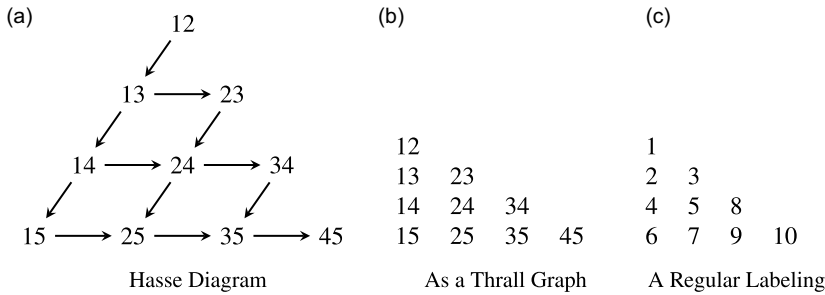 (a)
12
13 23
14 24 34
15 25 35 45
Hasse Diagram
(b)
12
13 23
14 24 34
15 25 35 45
As a Thrall Graph
(c)
1
2 3
4 5 8
6 7 9 10
A Regular Labeling